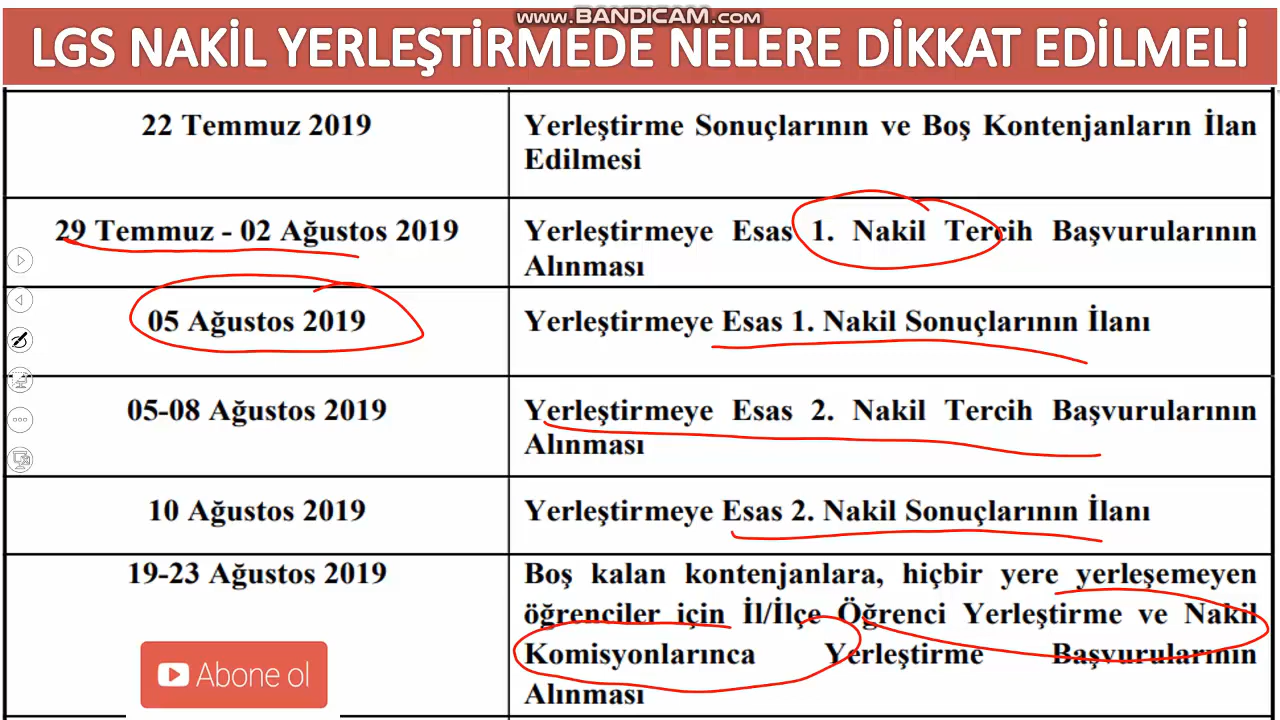 www.BANDICAM.com
LGS NAKİL YERLEŞTİRMEDE NELERE DİKKAT EDİLMELİ
22 Temmuz 2019
Yerleştirme Sonuçlarının ve Boş Kontenjanların İlan
Edilmesi
29 Temmuz - 02 Ağustos 2019
Yerleştirmeye Esas 1. Nakil Tercih Başvurularının
Alınması
05 Ağustos 2019
Yerleştirmeye Esas 1. Nakil Sonuçlarının İlanı
05-08 Ağustos 2019
Yerleştirmeye Esas 2. Nakil Tercih Başvurularının
Alınması
10 Ağustos 2019
Yerleştirmeye Esas 2. Nakil Sonuçlarının İlanı
19-23 Ağustos 2019
Boş kalan kontenjanlara, hiçbir yere yerleşemeyen
öğrenciler için İl/İlçe Öğrenci Yerleştirme ve Nakil
Komisyonlarınca Yerleştirme Başvurularının
Alınması
Abone ol